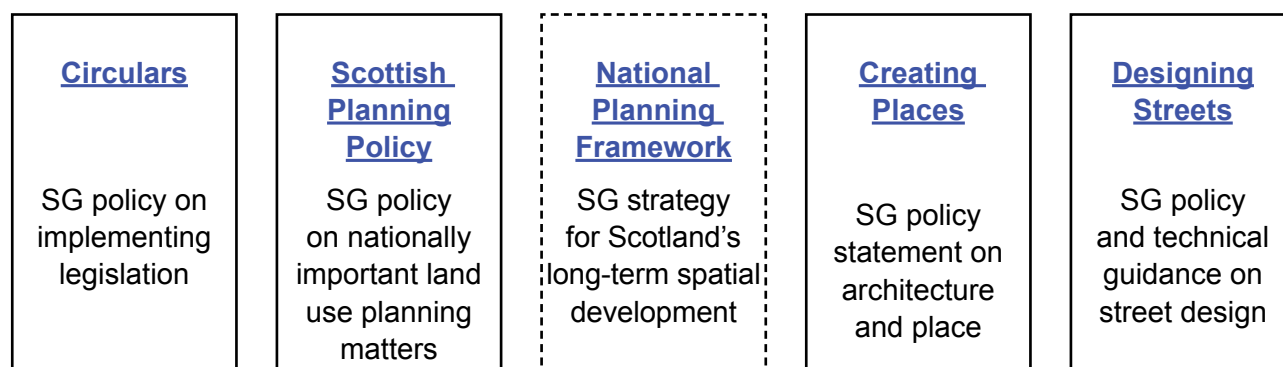 Circulars
SG policy on
implementing
legislation
Scottish
Planning
Policy
SG policy
on nationally
important land
use planning
matters
National
Planning
Framework
SG strategy
for Scotland's
long-term spatial
development
Creating
Places
SG policy
statement on
architecture
and place
Designing
Streets
SG policy
and technical
guidance on
street design